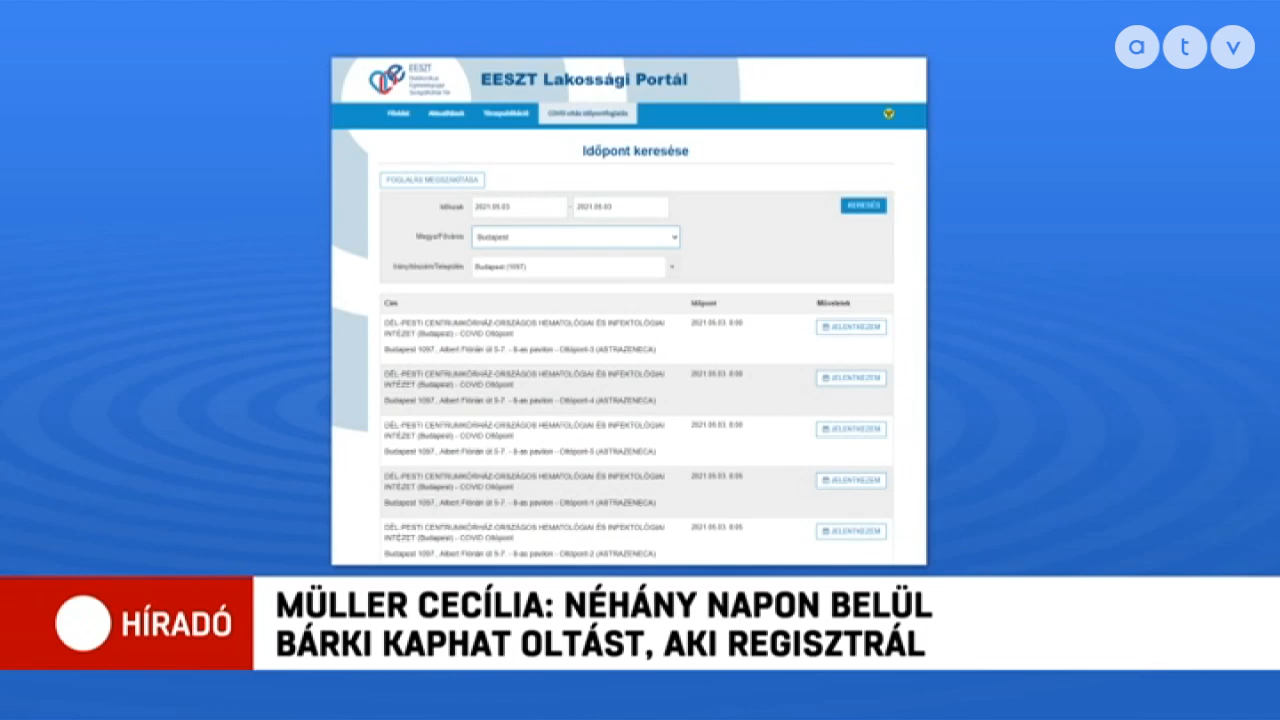 atv
EESZT
EESZT Lakossági Portál
COVID oltás időpontfoglalás
Időpont keresése
FOGLALÁS MEGSZAKÍTÁSA
Időszak
2021.05.03
-
2021.05.03
KERESÉS
Megye/Főváros
Budapest
Irányítószám/Település
Budapest (1097)
Cím
Időpont
Műveletek
DÉL-PESTI CENTRUMKÓRHÁZ-ORSZÁGOS HEMATOLÓGIAI ÉS INFEKTOLÓGIAI
INTÉZET (Budapest) - COVID Oltópont
Budapest 1097., Albert Flórián út 5-7. - 8-as pavilon - Oltópont-3 (ASTRAZENECA)
2021.05.03. 8:00
JELENTKEZEM
DÉL-PESTI CENTRUMKÓRHÁZ-ORSZÁGOS HEMATOLÓGIAI ÉS INFEKTOLÓGIAI
INTÉZET (Budapest) - COVID Oltópont
Budapest 1097., Albert Flórián út 5-7. - 8-as pavilon - Oltópont-4 (ASTRAZENECA)
2021.05.03. 8:00
JELENTKEZEM
DÉL-PESTI CENTRUMKÓRHÁZ-ORSZÁGOS HEMATOLÓGIAI ÉS INFEKTOLÓGIAI
INTÉZET (Budapest) - COVID Oltópont
Budapest 1097., Albert Flórián út 5-7. - 8-as pavilon - Oltópont-5 (ASTRAZENECA)
2021.05.03. 8:00
JELENTKEZEM
DÉL-PESTI CENTRUMKÓRHÁZ-ORSZÁGOS HEMATOLÓGIAI ÉS INFEKTOLÓGIAI
INTÉZET (Budapest) - COVID Oltópont
Budapest 1097., Albert Flórián út 5-7. - 8-as pavilon - Oltópont-1 (ASTRAZENECA)
2021.05.03. 8:05
JELENTKEZEM
DÉL-PESTI CENTRUMKÓRHÁZ-ORSZÁGOS HEMATOLÓGIAI ÉS INFEKTOLÓGIAI
INTÉZET (Budapest) - COVID Oltópont
Budapest 1097., Albert Flórián út 5-7. - 8-as pavilon - Oltópont-2 (ASTRAZENECA)
2021.05.03. 8:05
JELENTKEZEM
HÍRADÓ
MÜLLER CECÍLIA: NÉHÁNY NAPON BELÜL
BÁRKI KAPHAT OLTÁST, AKI REGISZTRÁL